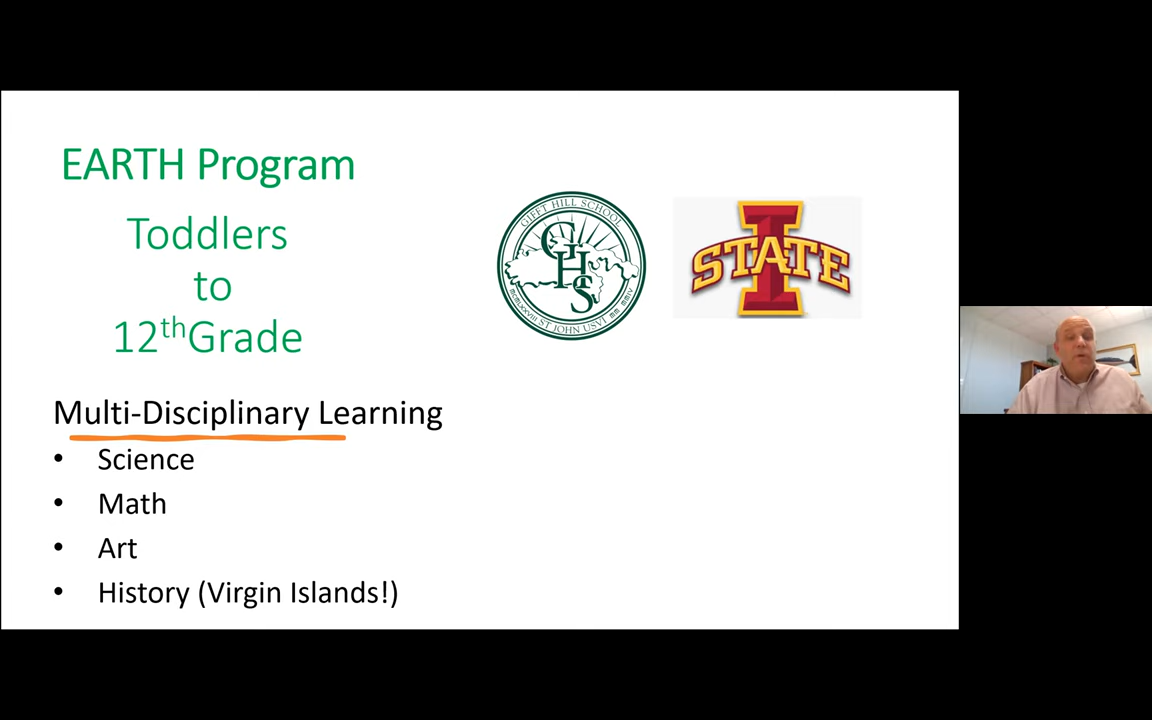 EARTH Program
Toddlers
to
12thGrade
GIFFT HILL SCHOOL
GHS
ST JOHN USVI
STATE
Multi-Disciplinary Learning
• Science
• Math
• Art
• History (Virgin Islands!)